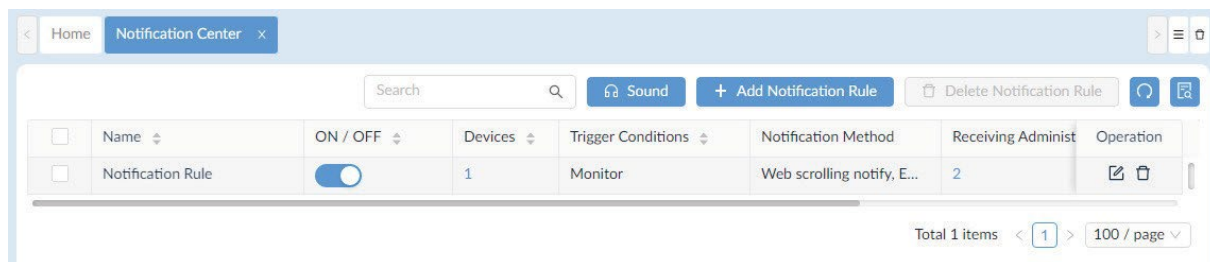 Home Notification Center x
Search Sound + Add Notification Rule Delete Notification Rule
Name ON / OFF Devices Trigger Conditions Notification Method Receiving Administ Operation
Notification Rule 1 Monitor Web scrolling notify, E... 2
Total 1 items < 1 > 100 / page